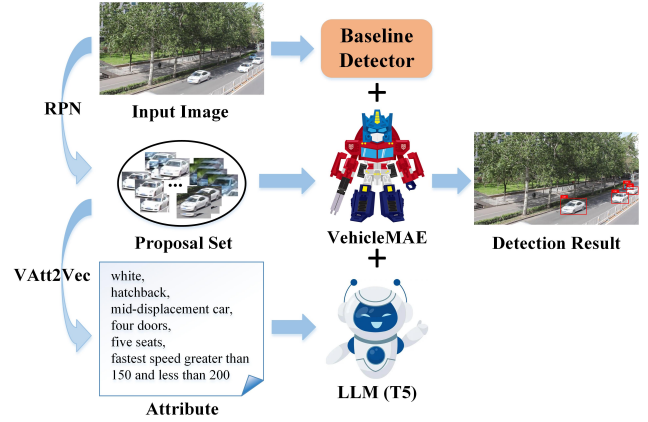 Baseline
Detector
RPN
Input Image
+
...
Proposal Set
VehicleMAE
Detection Result
+
VAtt2Vec
white,
hatchback,
mid-displacement car,
four doors,
five seats,
fastest speed greater than
150 and less than 200
Attribute
LLM (T5)